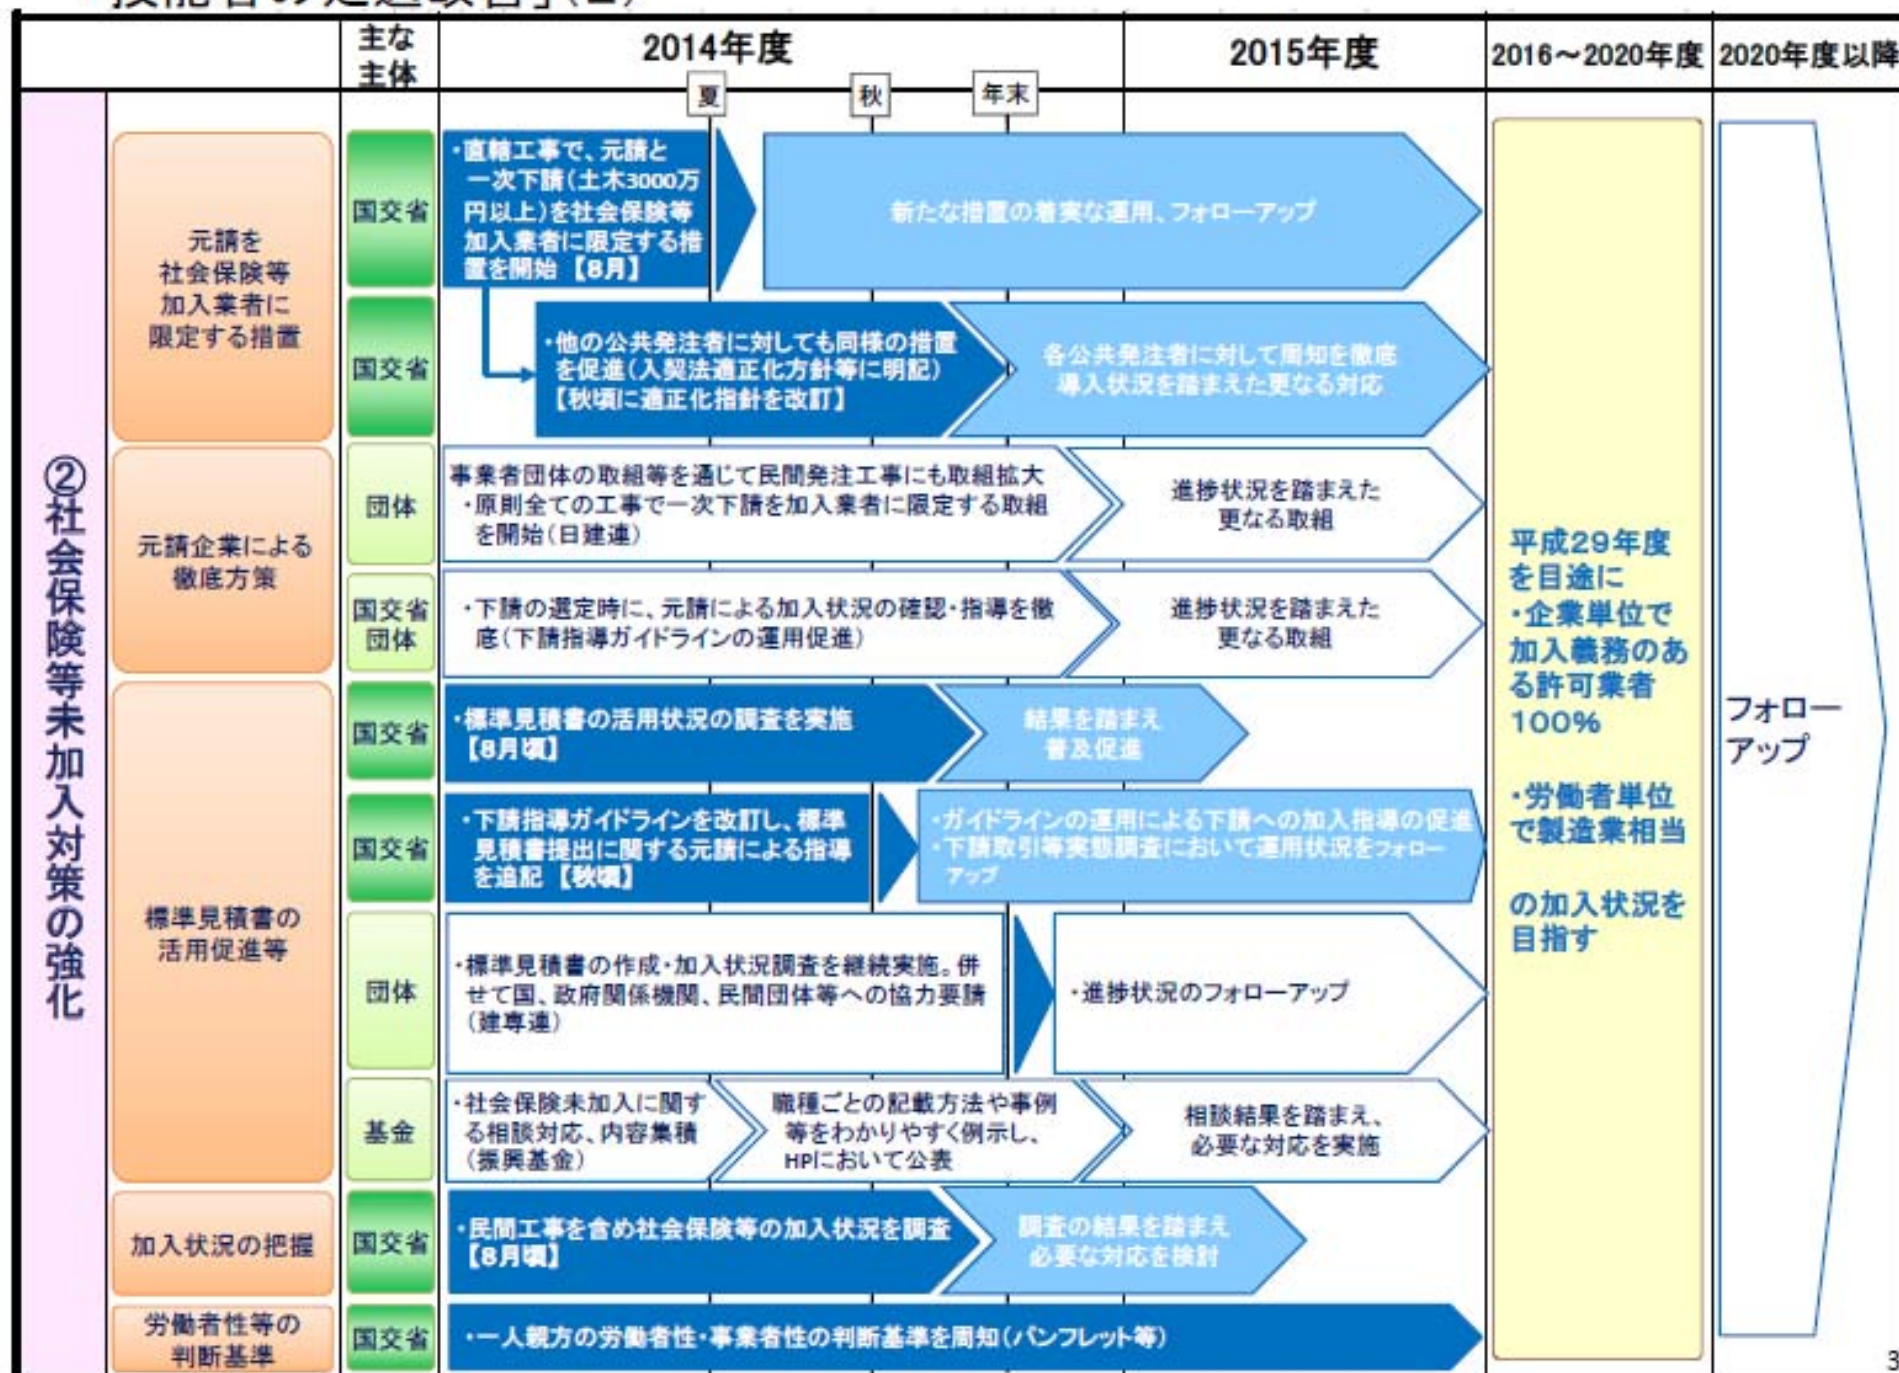 技能者の処遇改善」(2)
主な
主体
2014年度
2015年度
2016～2020年度
2020年度以降
夏
秋
年末
②社会保険等未加入対策の強化
元請を
社会保険等
加入業者に
限定する措置
国交省
・直轄工事で、元請と
一次下請(土木3000万
円以上)を社会保険等
加入業者に限定する措
置を開始 【8月】
新たな措置の着実な運用、フォローアップ
国交省
・他の公共発注者に対しても同様の措置
を促進(入契法適正化方針等に明記)
【秋頃に適正化指針を改訂】
各公共発注者に対して周知を徹底
導入状況を踏まえた更なる対応
元請企業による
徹底方策
団体
事業者団体の取組等を通じて民間発注工事にも取組拡大
・原則全ての工事で一次下請を加入業者に限定する取組
を開始(日建連)
進捗状況を踏まえた
更なる取組
国交省
団体
・下請の選定時に、元請による加入状況の確認・指導を徹
底(下請指導ガイドラインの運用促進)
進捗状況を踏まえた
更なる取組
標準見積書の
活用促進等
国交省
・標準見積書の活用状況の調査を実施
【8月頃】
結果を踏まえ
普及促進
国交省
・下請指導ガイドラインを改訂し、標準
見積書提出に関する元請による指導
を追記 【秋頃】
・ガイドラインの運用による下請への加入指導の促進
・下請取引等実態調査において運用状況をフォロー
アップ
団体
・標準見積書の作成・加入状況調査を継続実施。併
せて国、政府関係機関、民間団体等への協力要請
(建専連)
・進捗状況のフォローアップ
基金
・社会保険未加入に関す
る相談対応、内容集積
(振興基金)
職種ごとの記載方法や事例
等をわかりやすく例示し、
HPにおいて公表
相談結果を踏まえ、
必要な対応を実施
加入状況の把握
国交省
・民間工事を含め社会保険等の加入状況を調査
【8月頃】
調査の結果を踏まえ
必要な対応を検討
労働者性等の
判断基準
国交省
・一人親方の労働者性・事業者性の判断基準を周知(パンフレット等)
平成29年度
を目途に
・企業単位で
加入義務のあ
る許可業者
100%
・労働者単位
で製造業相当
の加入状況を
目指す
フォロー
アップ
3